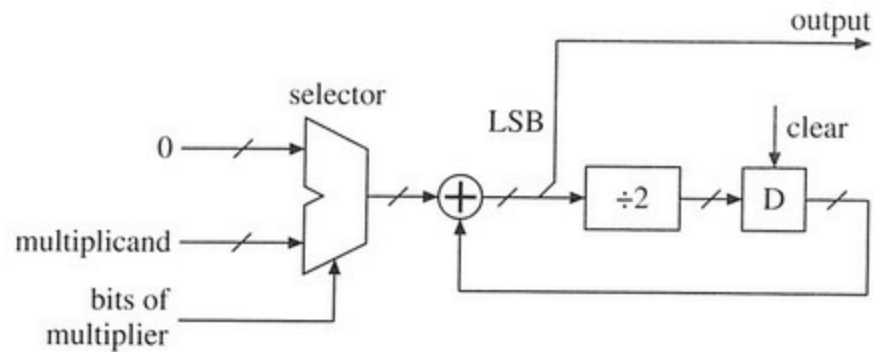 output
selector
LSB
clear
0
÷2
D
multiplicand
bits of
multiplier